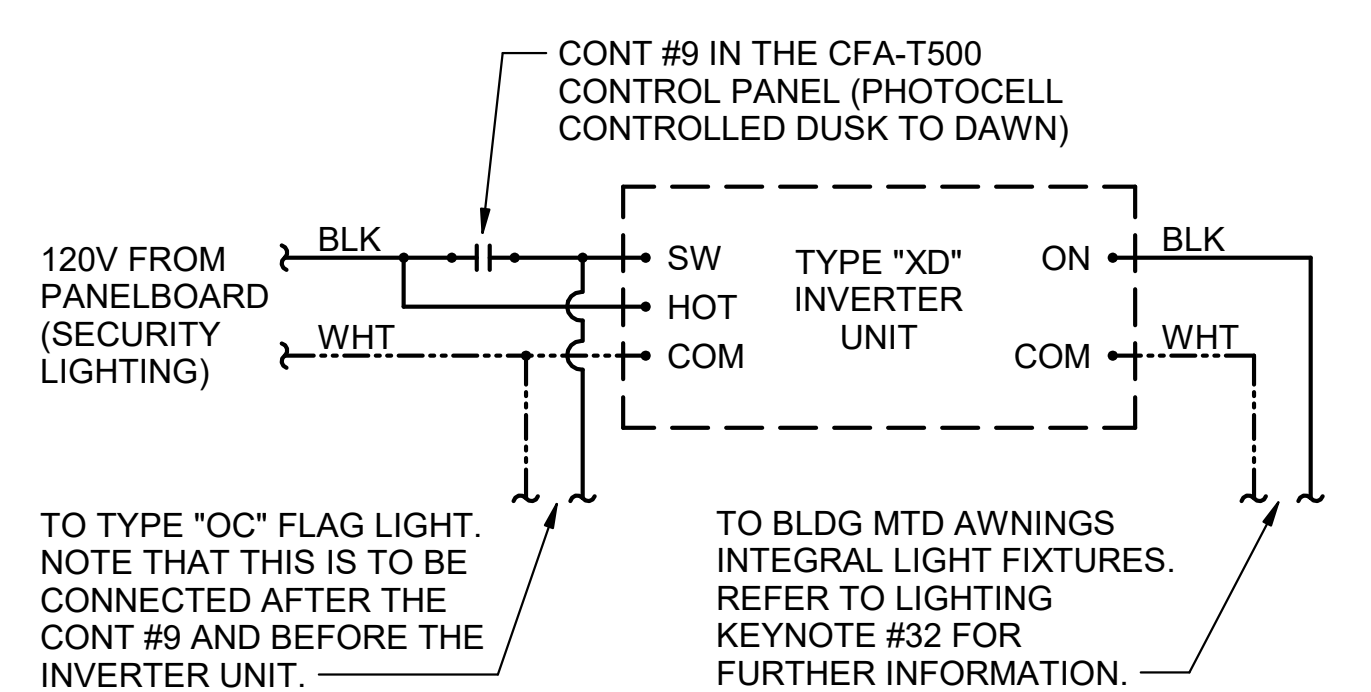 CONT #9 IN THE CFA-T500
CONTROL PANEL (PHOTOCELL
CONTROLLED DUSK TO DAWN)
120V FROM
PANELBOARD
(SECURITY
LIGHTING)
BLK
WHT
SW
HOT
COM
TYPE "XD"
INVERTER
UNIT
ON
COM
BLK
WHT
TO TYPE "OC" FLAG LIGHT.
NOTE THAT THIS IS TO BE
CONNECTED AFTER THE
CONT #9 AND BEFORE THE
INVERTER UNIT.
TO BLDG MTD AWNINGS
INTEGRAL LIGHT FIXTURES.
REFER TO LIGHTING
KEYNOTE #32 FOR
FURTHER INFORMATION.